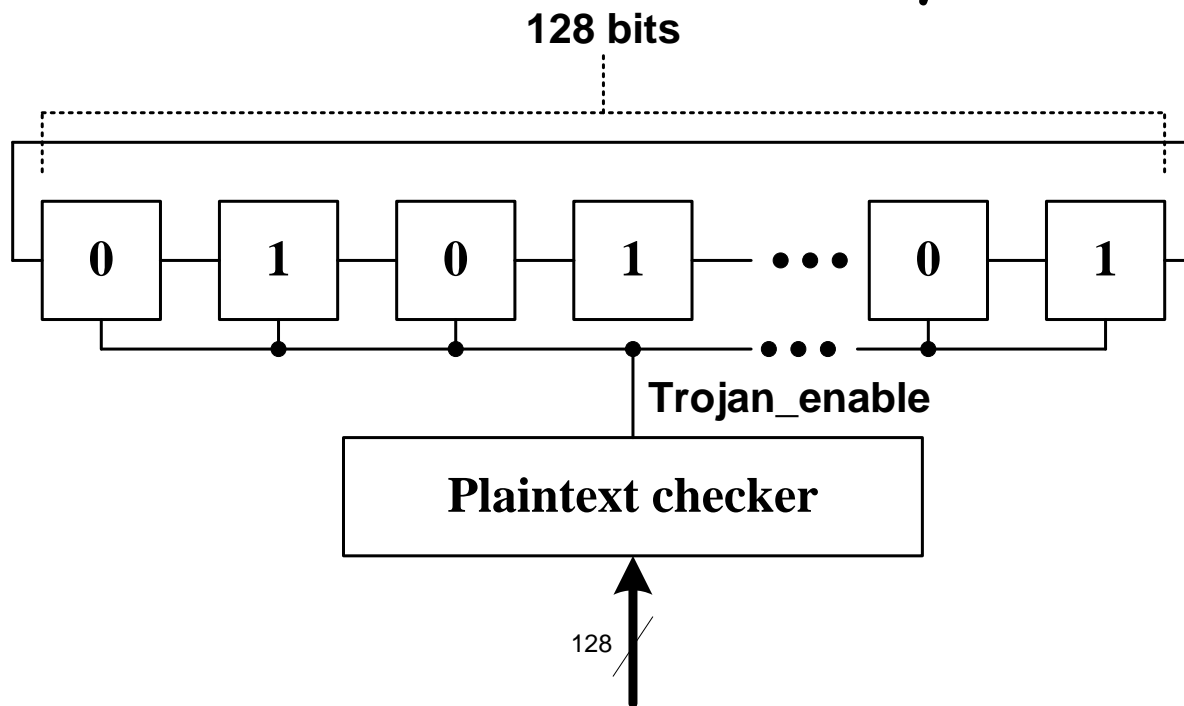 128 bits
0 1 0 1 ●●● 0 1
Trojan_enable
Plaintext checker
128